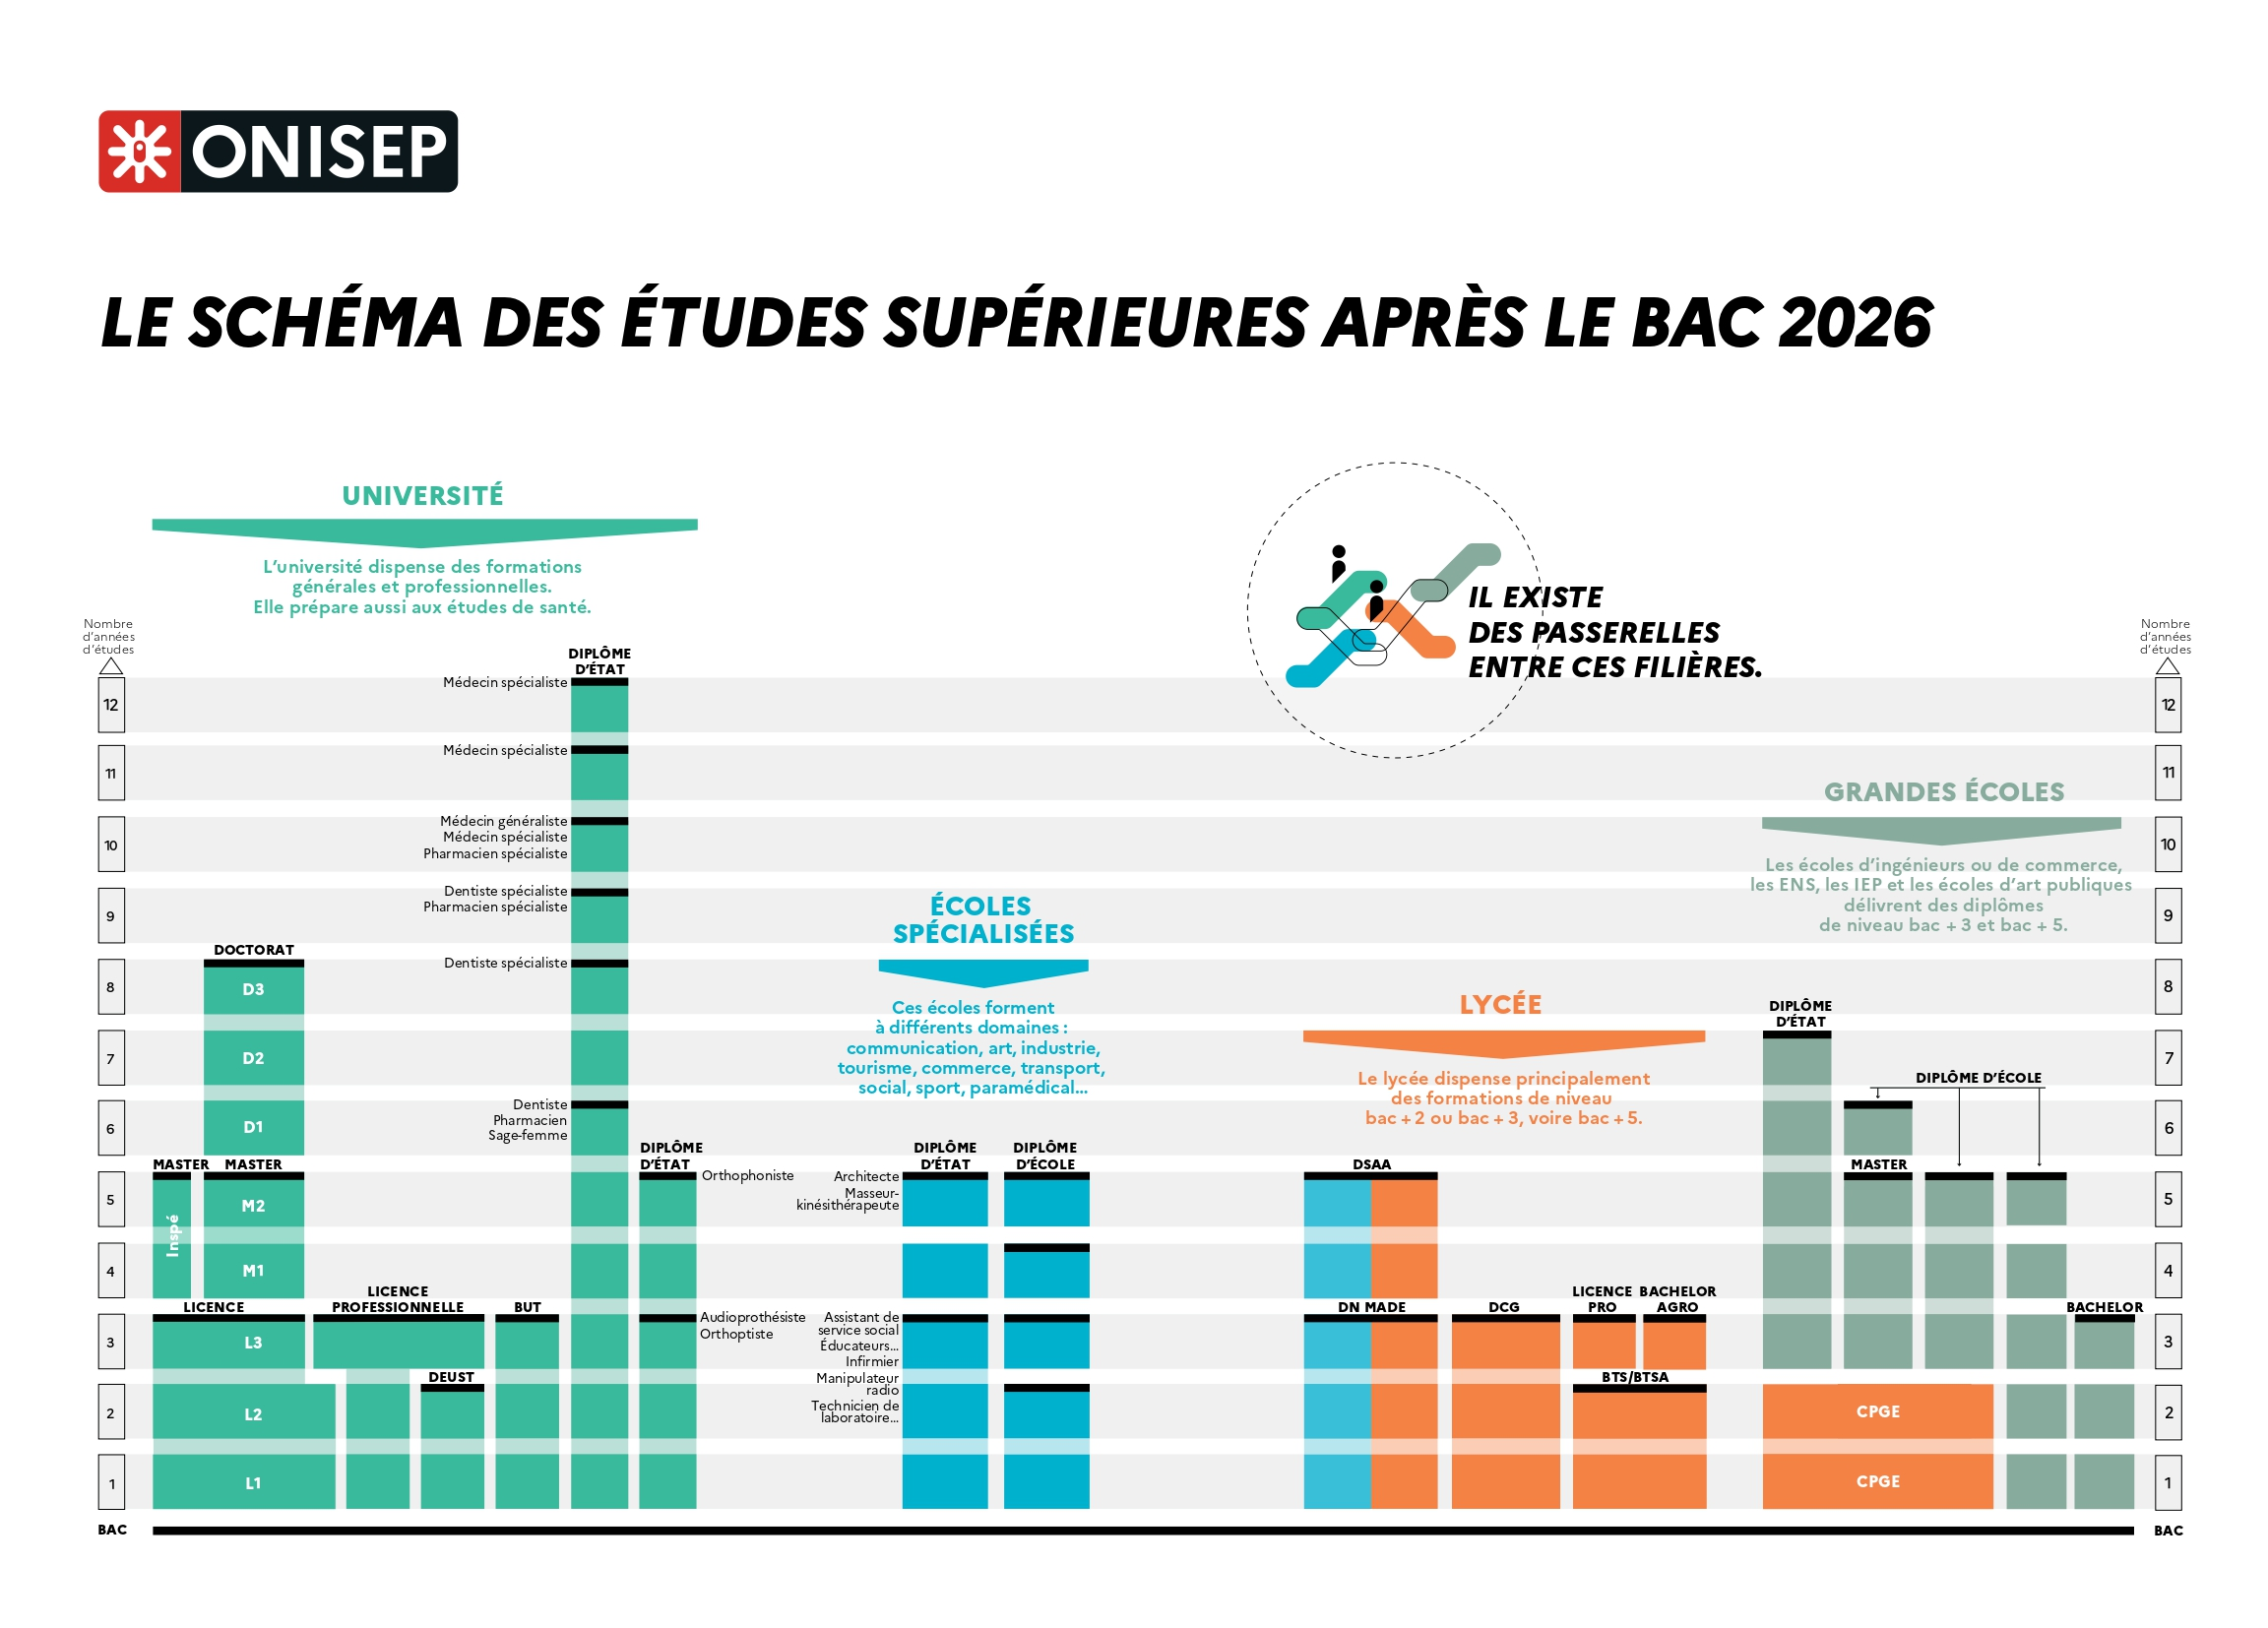 ONISEP
LE SCHÉMA DES ÉTUDES SUPÉRIEURES APRÈS LE BAC 2026
UNIVERSITÉ
L’université dispense des formations
générales et professionnelles.
Elle prépare aussi aux études de santé.
IL EXISTE
DES PASSERELLES
ENTRE CES FILIÈRES.
Nombre
d’années
d’études
Nombre
d’années
d’études
DIPLÔME
D’ÉTAT
12
Médecin spécialiste
12
11
Médecin spécialiste
11
GRANDES ÉCOLES
Les écoles d’ingénieurs ou de commerce,
les ENS, les IEP et les écoles d’art publiques
délivrent des diplômes
de niveau bac + 3 et bac + 5.
10
Médecin généraliste
Médecin spécialiste
Pharmacien spécialiste
10
9
Dentiste spécialiste
Pharmacien spécialiste
9
ÉCOLES
SPÉCIALISÉES
Ces écoles forment
à différents domaines :
communication, art, industrie,
tourisme, commerce, transport,
social, sport, paramédical...
DOCTORAT
8
D3
Dentiste spécialiste
8
LYCÉE
Le lycée dispense principalement
des formations de niveau
bac + 2 ou bac + 3, voire bac + 5.
DIPLÔME
D’ÉTAT
7
D2
7
DIPLÔME D’ÉCOLE
6
D1
Dentiste
Pharmacien
Sage-femme
6
MASTER
MASTER
DIPLÔME
D’ÉTAT
DIPLÔME
D’ÉTAT
DIPLÔME
D’ÉCOLE
DSAA
MASTER
5
Inspé
M2
Orthophoniste
Architecte
Masseur-
kinésithérapeute
5
4
M1
4
LICENCE
LICENCE
PROFESSIONNELLE
BUT
DN MADE
DCG
LICENCE
PRO
BACHELOR
AGRO
BACHELOR
3
L3
Audioprothésiste
Orthoptiste
Assistant de
service social
Éducateurs...
Infirmier
Manipulateur
radio
Technicien de
laboratoire...
3
DEUST
BTS/BTSA
2
L2
CPGE
2
1
L1
CPGE
1
BAC
BAC